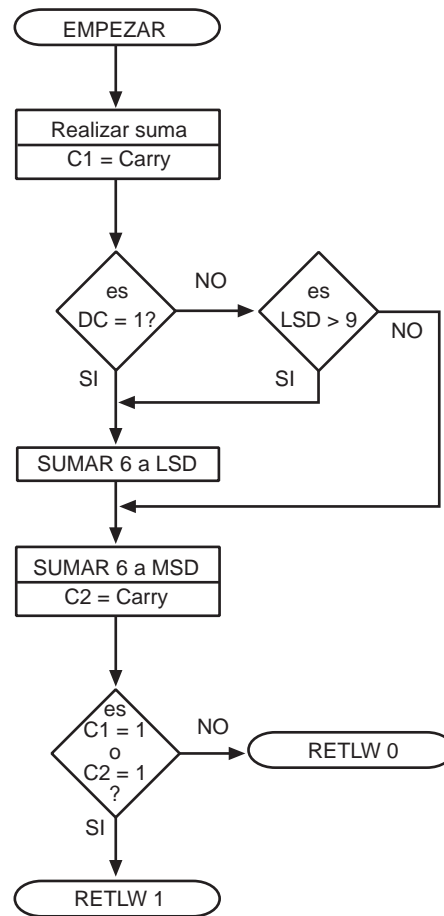 EMPEZAR
Realizar suma
C1 = Carry
es
DC = 1?
NO
es
LSD > 9
NO
SI
SI
SUMAR 6 a LSD
SUMAR 6 a MSD
C2 = Carry
es
C1 = 1
o
C2 = 1
?
NO
RETLW 0
SI
RETLW 1